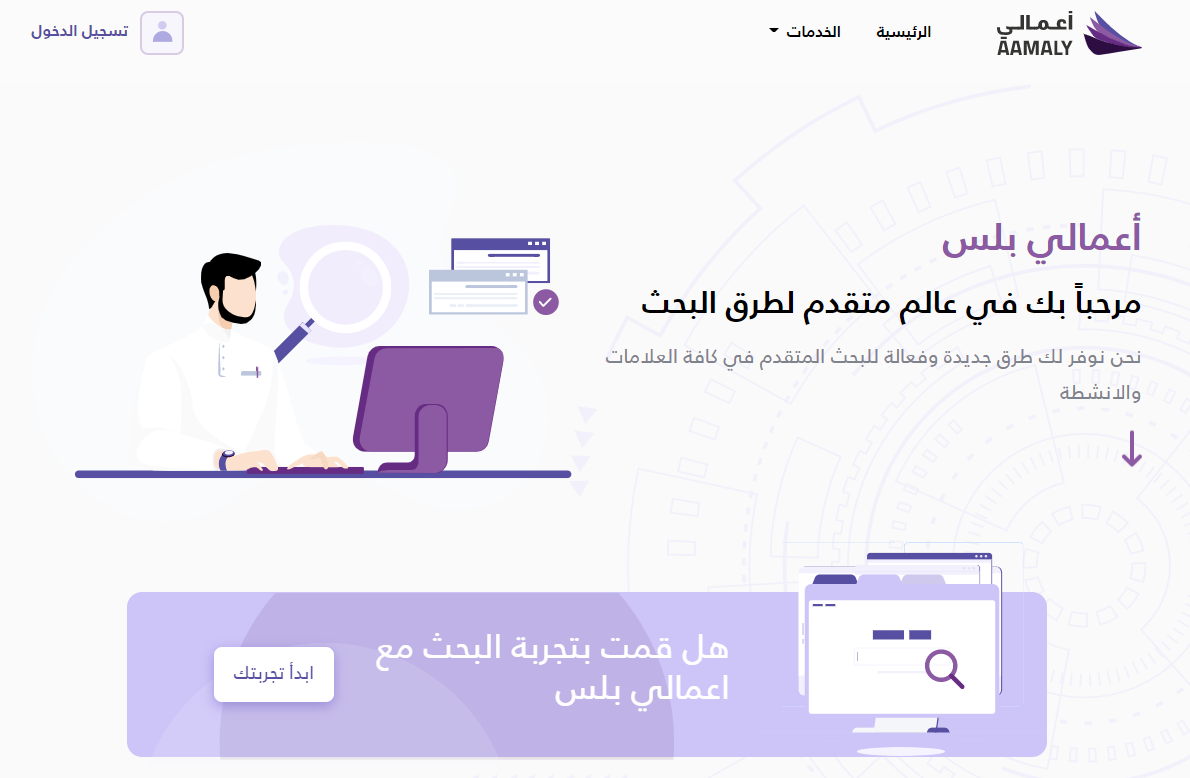 أعمالي
AAMALY
الرئيسية
الخدمات
تسجيل الدخول
أعمالي بلس
مرحباً بك في عالم متقدم لطرق البحث
نحن نوفر لك طرق جديدة وفعالة للبحث المتقدم في كافة العلامات
والانشطة
هل قمت بتجربة البحث مع
اعمالي بلس
ابدأ تجربتك